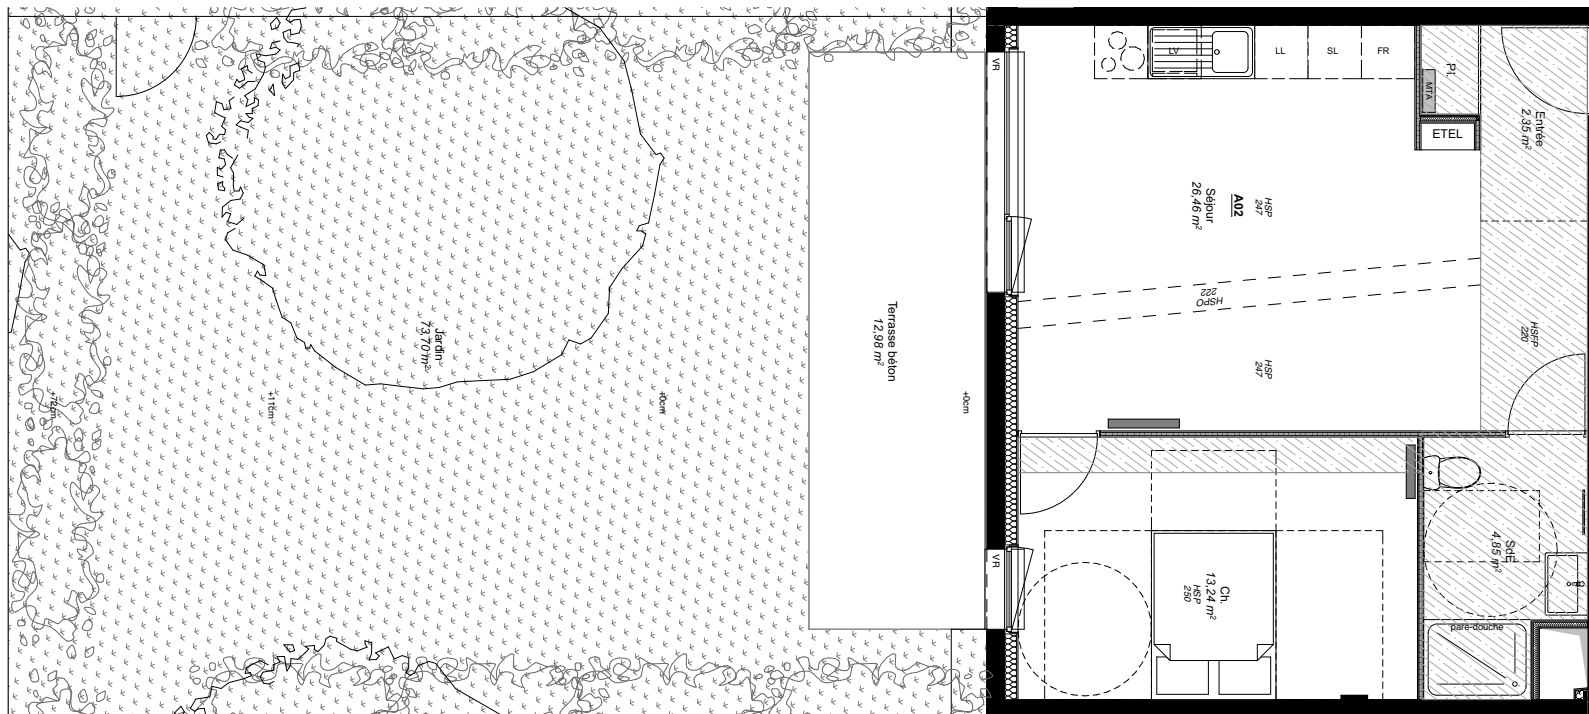 VR
LV
LL
SL
FR
Pl.
MTA
ETEL
Entrée
2,35 m²
HSP
247
A02
Séjour
26,46 m²
HSPO
222
HSFP
220
HSP
247
Terrasse béton
12,98 m²
Jardin
73,70 m²
+72cm
+11cm
+0cm
+0cm
VR
Ch.
13,24 m²
HSP
250
SdE
4,85 m²
pare-douche